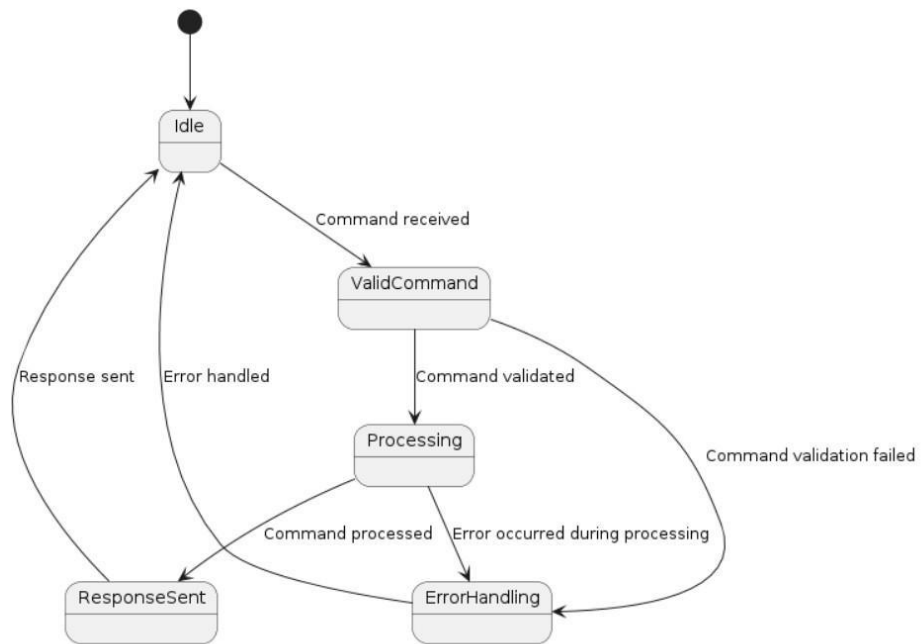 Idle
Command received
ValidCommand
Response sent
Error handled
Command validated
Processing
Command validation failed
Command processed
Error occurred during processing
ResponseSent
ErrorHandling